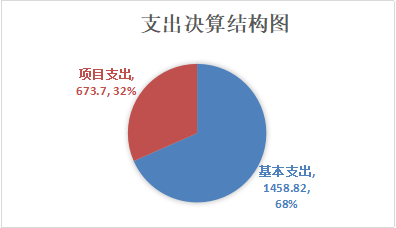 支出决算结构图
项目支出,
673.7, 32%
基本支出,
1458.82,
68%